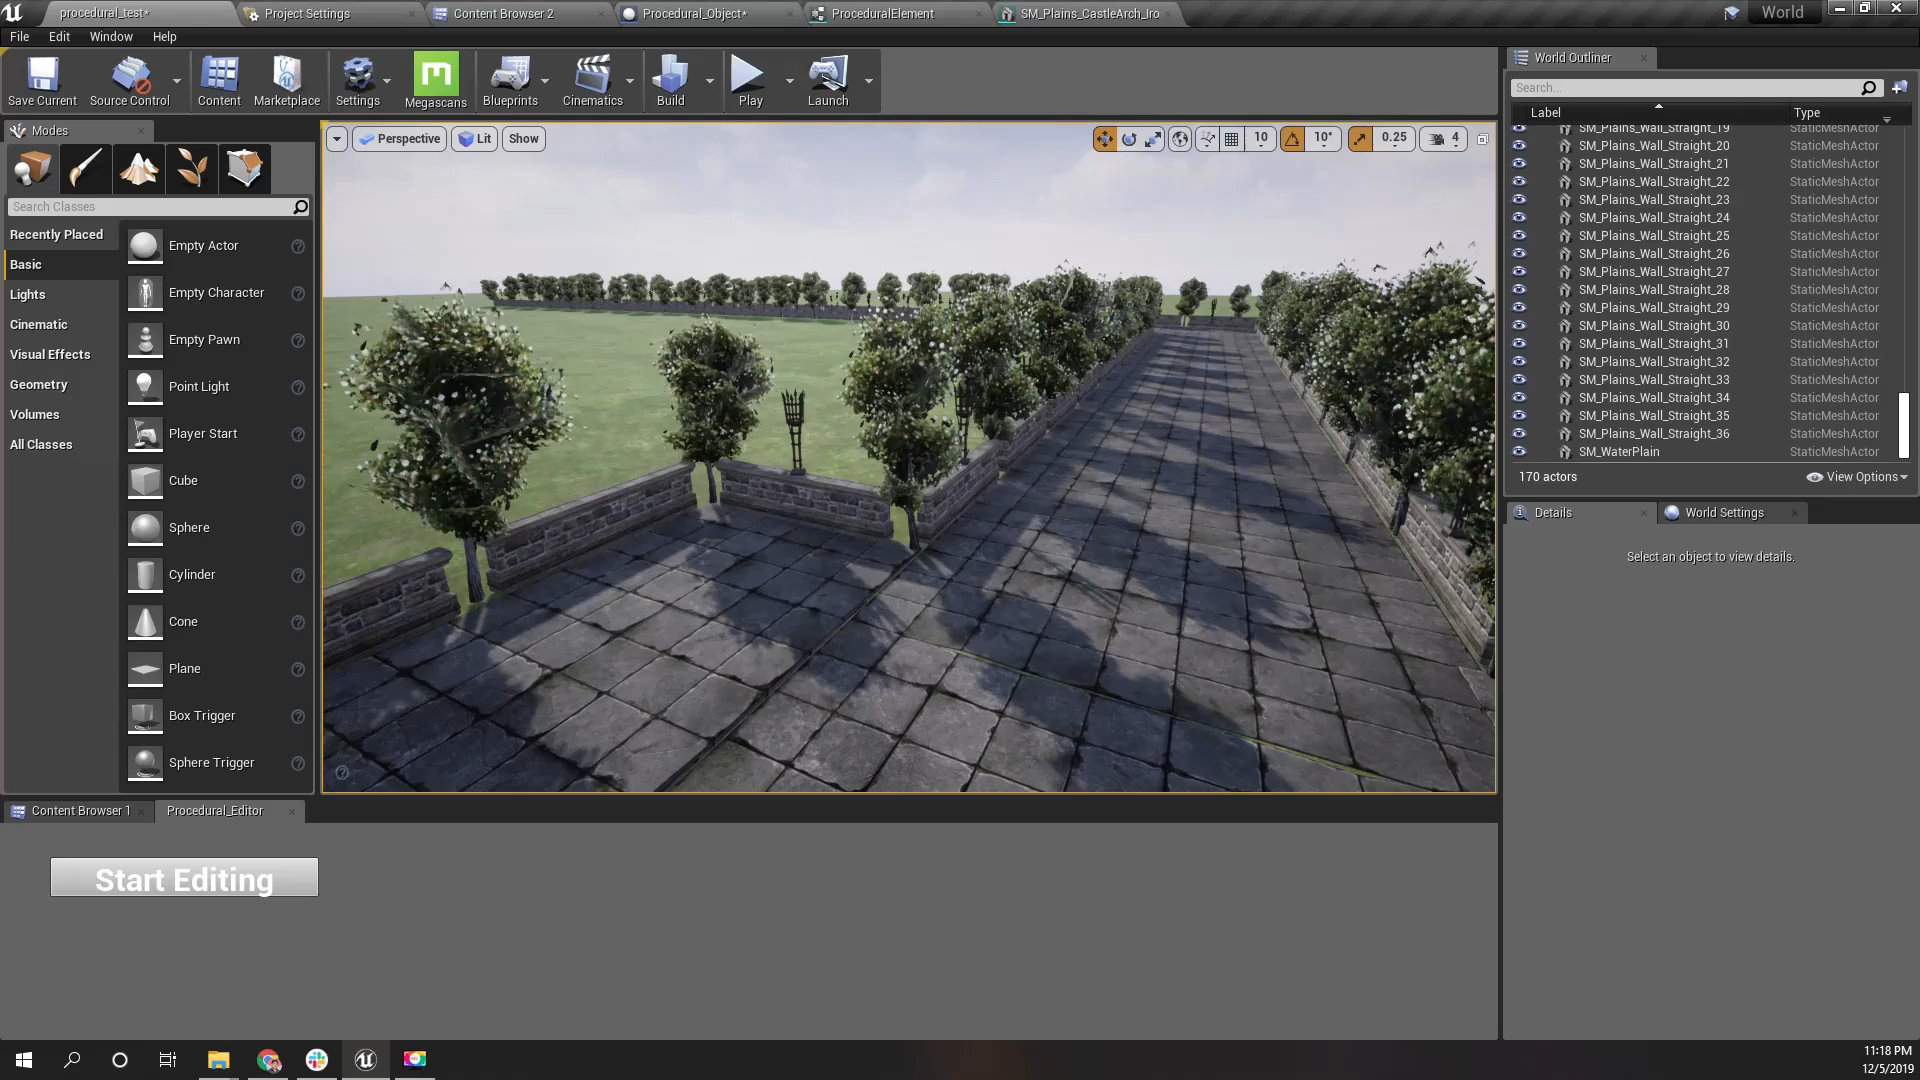 procedural_test*
Project Settings
Content Browser 2
Procedural_Object*
ProceduralElement
SM_Plains_CastleArch_Iro
World
File
Edit
Window
Help
Save Current
Source Control
Content
Marketplace
Settings
Megascans
Blueprints
Cinematics
Build
Play
Launch
Modes
Search Classes
Recently Placed
Basic
Lights
Cinematic
Visual Effects
Geometry
Volumes
All Classes
Empty Actor
Empty Character
Empty Pawn
Point Light
Player Start
Cube
Sphere
Cylinder
Cone
Plane
Box Trigger
Sphere Trigger
Perspective
Lit
Show
10
10°
0.25
4
World Outliner
Search...
Label
Type
SM_Plains_Wall_Straight_19 StaticMeshActor
SM_Plains_Wall_Straight_20 StaticMeshActor
SM_Plains_Wall_Straight_21 StaticMeshActor
SM_Plains_Wall_Straight_22 StaticMeshActor
SM_Plains_Wall_Straight_23 StaticMeshActor
SM_Plains_Wall_Straight_24 StaticMeshActor
SM_Plains_Wall_Straight_25 StaticMeshActor
SM_Plains_Wall_Straight_26 StaticMeshActor
SM_Plains_Wall_Straight_27 StaticMeshActor
SM_Plains_Wall_Straight_28 StaticMeshActor
SM_Plains_Wall_Straight_29 StaticMeshActor
SM_Plains_Wall_Straight_30 StaticMeshActor
SM_Plains_Wall_Straight_31 StaticMeshActor
SM_Plains_Wall_Straight_32 StaticMeshActor
SM_Plains_Wall_Straight_33 StaticMeshActor
SM_Plains_Wall_Straight_34 StaticMeshActor
SM_Plains_Wall_Straight_35 StaticMeshActor
SM_Plains_Wall_Straight_36 StaticMeshActor
SM_WaterPlain StaticMeshActor
170 actors
View Options
Details
World Settings
Select an object to view details.
Content Browser 1
Procedural_Editor
Start Editing
11:18 PM
12/5/2019